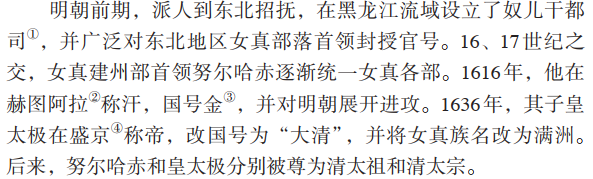 明朝前期，派人到东北招抚，在黑龙江流域设立了奴儿干都
司①，并广泛对东北地区女真部落首领封授官号。16、17世纪之
交，女真建州部首领努尔哈赤逐渐统一女真各部。1616年，他在
赫图阿拉②称汗，国号金③，并对明朝展开进攻。1636年，其子皇
太极在盛京④称帝，改国号为“大清”，并将女真族名改为满洲。
后来，努尔哈赤和皇太极分别被尊为清太祖和清太宗。